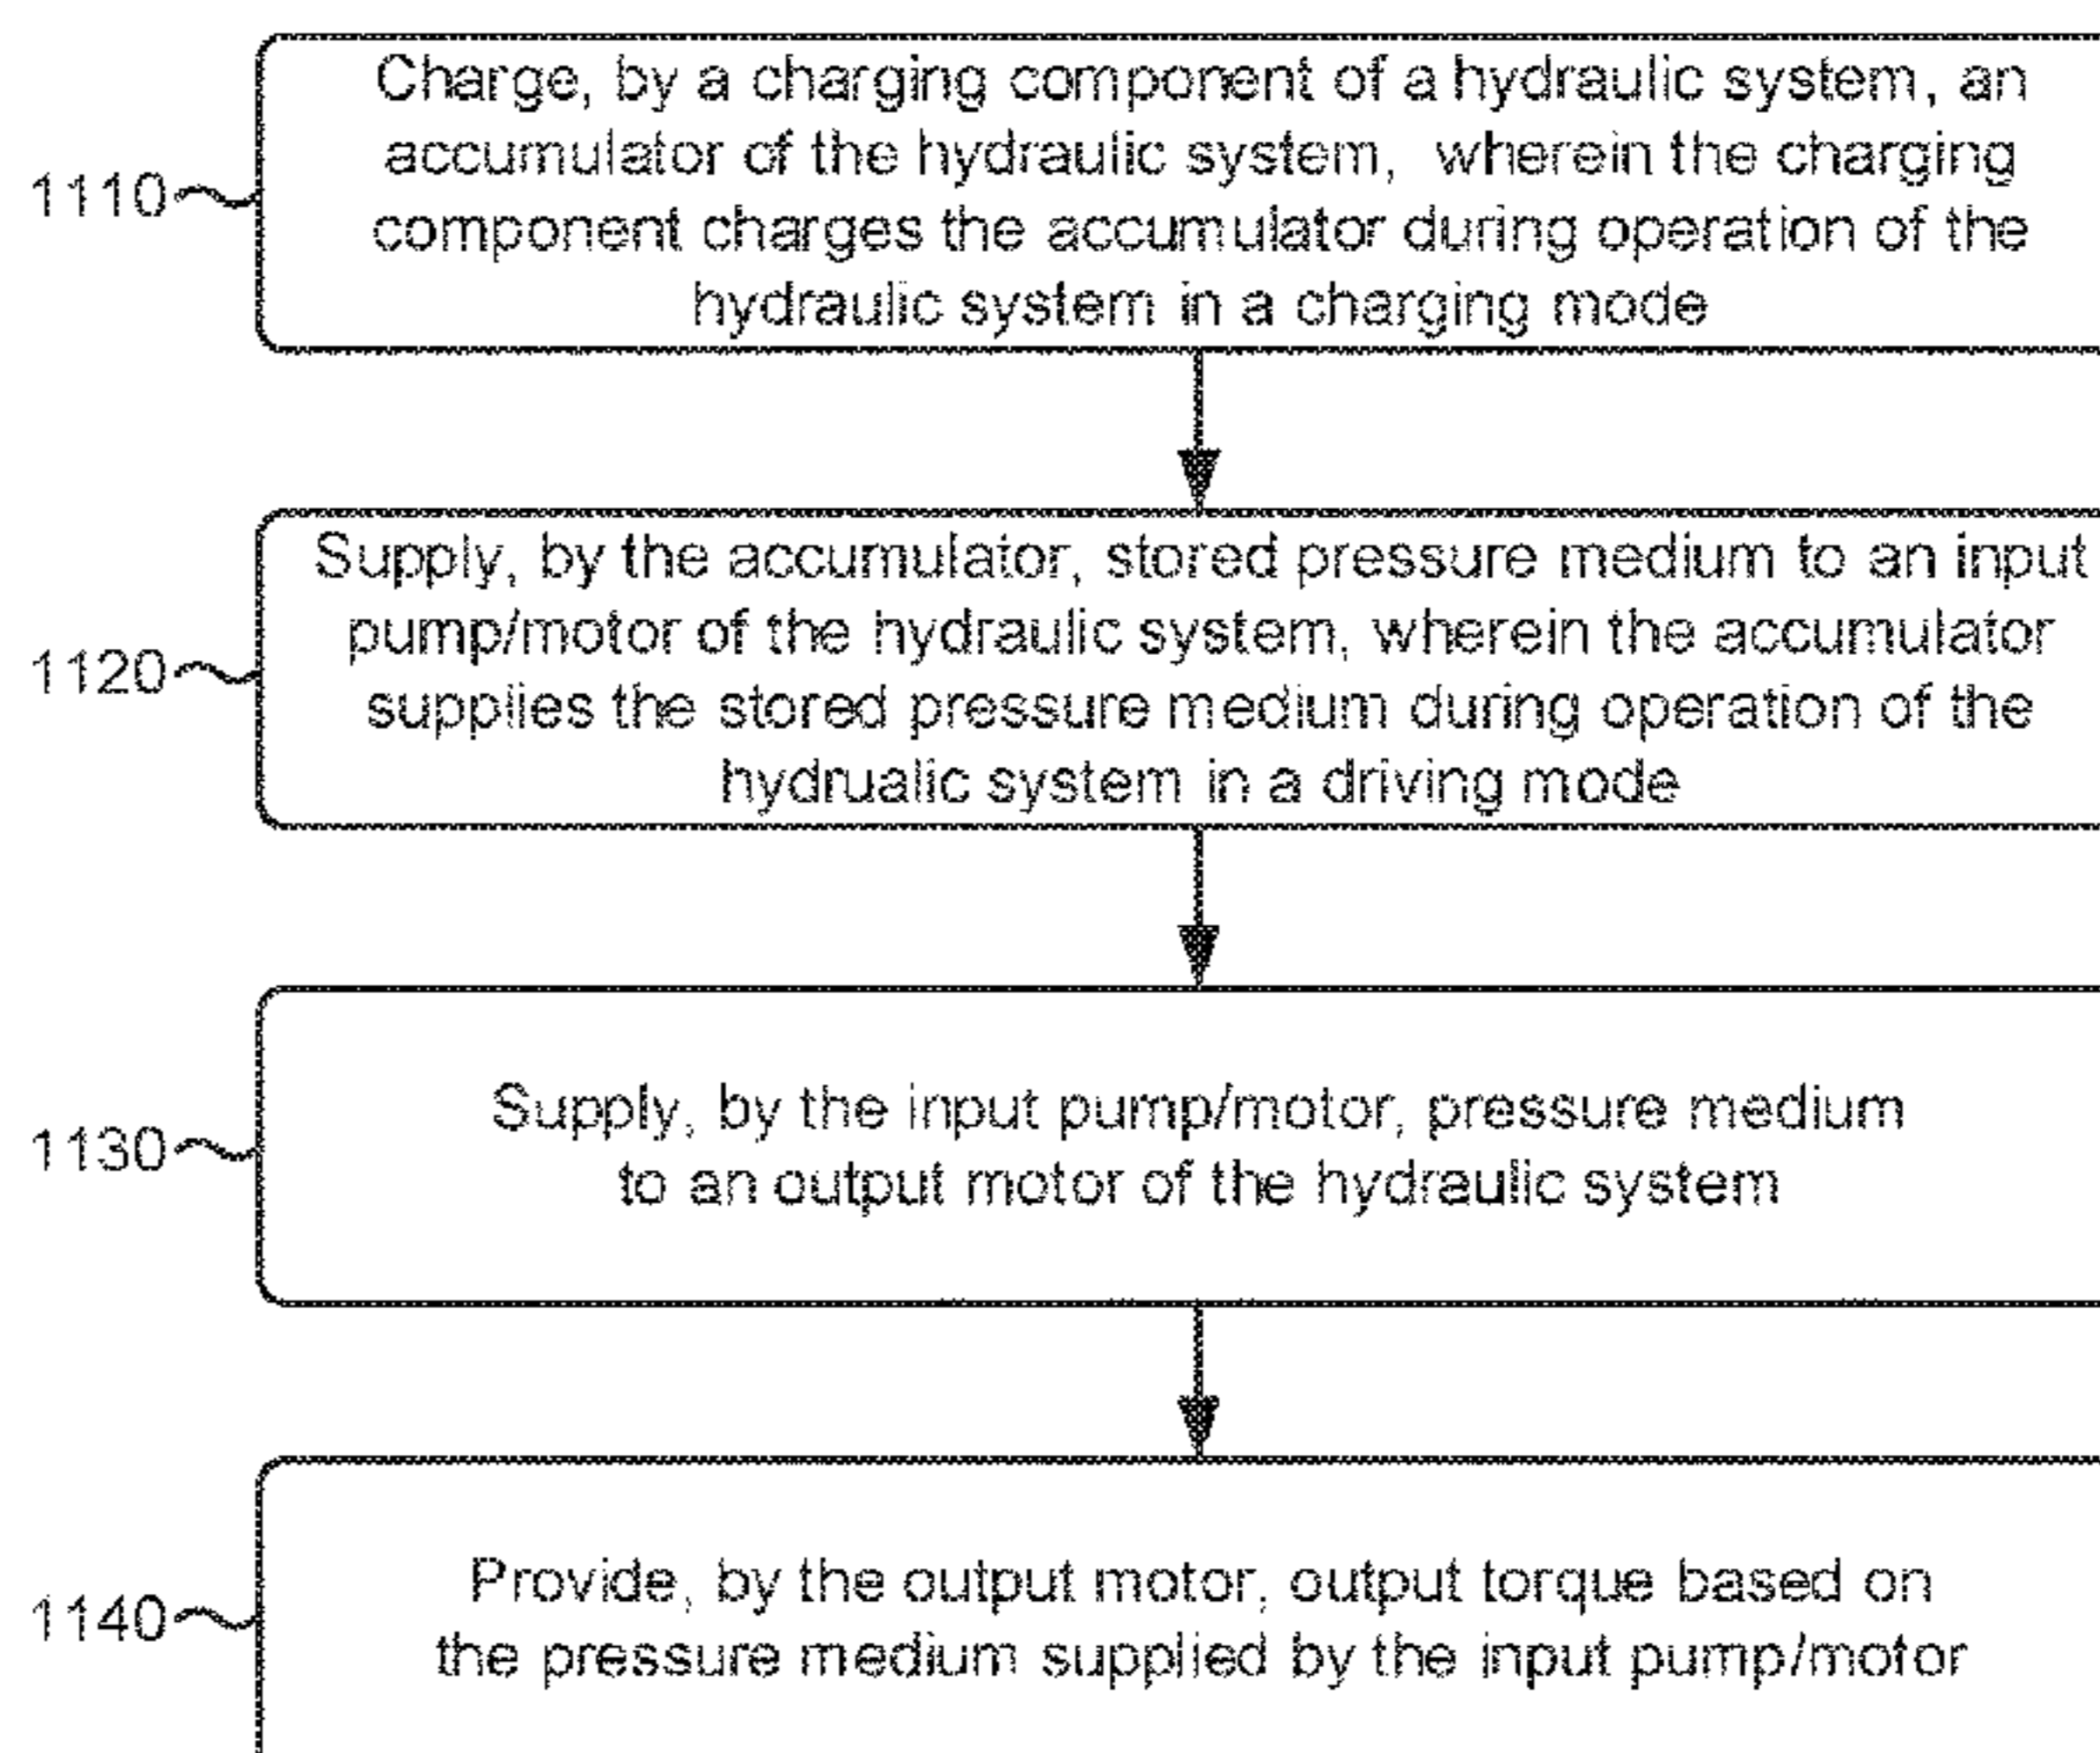 Charge, by a charging component of a hydraulic system, an
accumulator of the hydraulic system, wherein the charging
component charges the accumulator during operation of the
hydraulic system in a charging mode
1110
Supply, by the accumulator, stored pressure medium to an input
pump/motor of the hydraulic system, wherein the accumulator
supplies the stored pressure medium during operation of the
hydrualic system in a driving mode
1120
Supply, by the input pump/motor, pressure medium
to an output motor of the hydraulic system
1130
Provide, by the output motor, output torque based on
the pressure medium supplied by the input pump/motor
1140